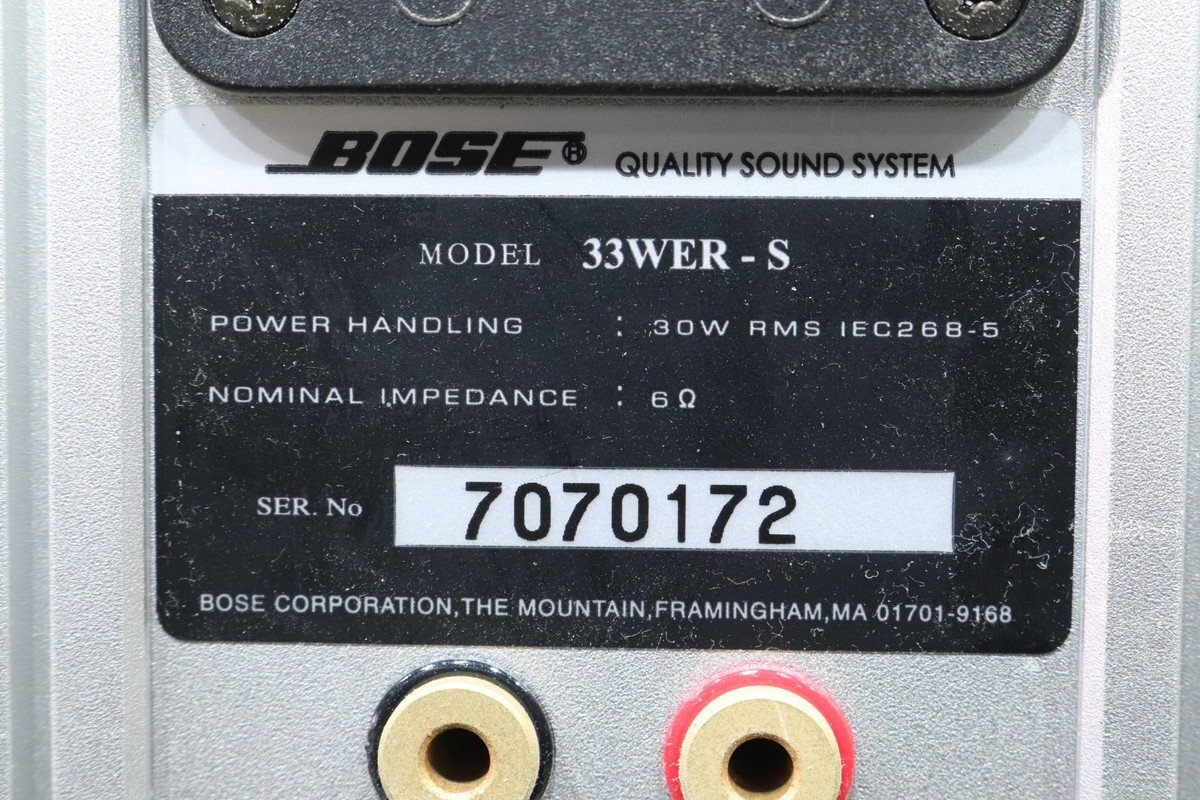 BOSE® QUALITY SOUND SYSTEM
MODEL 33WER - S
POWER HANDLING : 30W RMS IEC268-5
NOMINAL IMPEDANCE : 6Ω
SER. No 7070172
BOSE CORPORATION,THE MOUNTAIN,FRAMINGHAM,MA 01701-9168